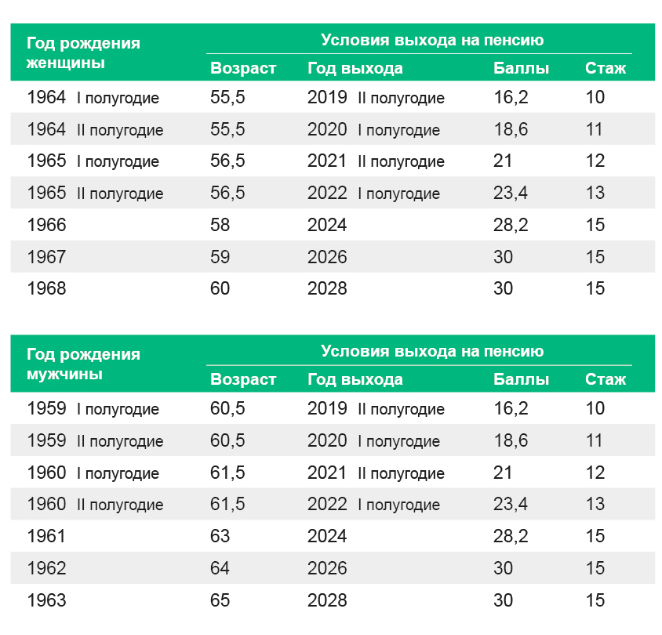 Год рождения женщины Условия выхода на пенсию
Возраст Год выхода Баллы Стаж
1964 I полугодие 55,5 2019 II полугодие 16,2 10
1964 II полугодие 55,5 2020 I полугодие 18,6 11
1965 I полугодие 56,5 2021 II полугодие 21 12
1965 II полугодие 56,5 2022 I полугодие 23,4 13
1966 58 2024 28,2 15
1967 59 2026 30 15
1968 60 2028 30 15
Год рождения мужчины Условия выхода на пенсию
Возраст Год выхода Баллы Стаж
1959 I полугодие 60,5 2019 II полугодие 16,2 10
1959 II полугодие 60,5 2020 I полугодие 18,6 11
1960 I полугодие 61,5 2021 II полугодие 21 12
1960 II полугодие 61,5 2022 I полугодие 23,4 13
1961 63 2024 28,2 15
1962 64 2026 30 15
1963 65 2028 30 15